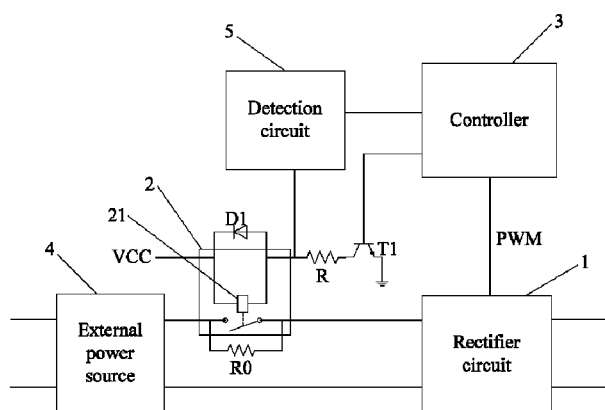 5
3
Detection
circuit
Controller
2
21
D1
VCC
R
T1
PWM
4
1
External
power
source
R0
Rectifier
circuit